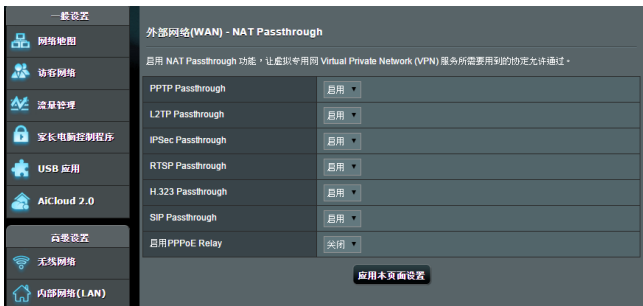 一般设置
网络地图
访客网络
流量管理
家长电脑控制程序
USB 应用
AiCloud 2.0
高级设置
无线网络
内部网络(LAN)
外部网络(WAN) - NAT Passthrough
启用 NAT Passthrough 功能，让虚拟专用网 Virtual Private Network (VPN) 服务所需要用到的协定允许通过。
PPTP Passthrough 启用
L2TP Passthrough 启用
IPSec Passthrough 启用
RTSP Passthrough 启用
H.323 Passthrough 启用
SIP Passthrough 启用
启用PPPoE Relay 关闭
应用本页面设置